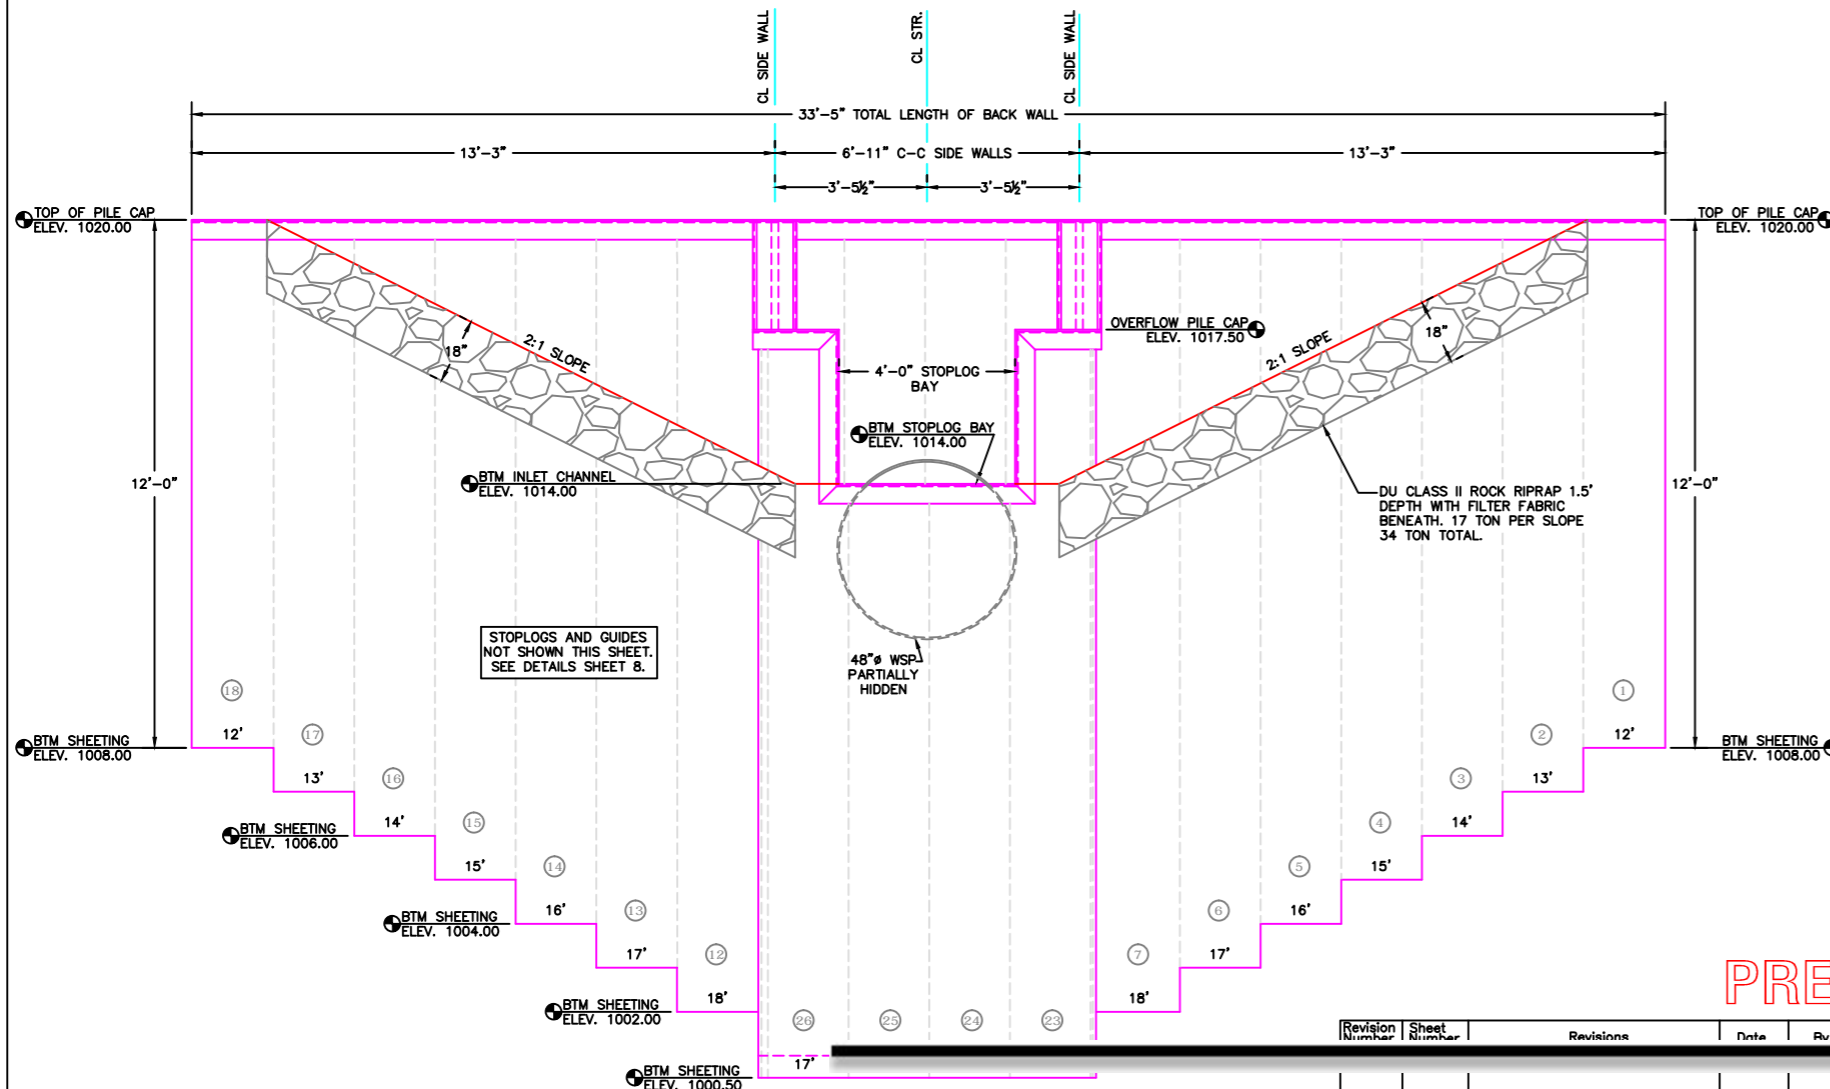 CL SIDE WALL
CL STR.
CL SIDE WALL
33'-5" TOTAL LENGTH OF BACK WALL
13'-3"
6'-11" C-C SIDE WALLS
13'-3"
3'-5½"
3'-5½"
TOP OF PILE CAP
ELEV. 1020.00
TOP OF PILE CAP
ELEV. 1020.00
OVERFLOW PILE CAP
ELEV. 1017.50
18"
2:1 SLOPE
2:1 SLOPE
18"
4'-0" STOPLOG
BAY
BTM STOPLOG BAY
ELEV. 1014.00
BTM INLET CHANNEL
ELEV. 1014.00
12'-0"
12'-0"
DU CLASS II ROCK RIPRAP 1.5'
DEPTH WITH FILTER FABRIC
BENEATH. 17 TON PER SLOPE
34 TON TOTAL.
STOPLOGS AND GUIDES
NOT SHOWN THIS SHEET.
SEE DETAILS SHEET 8.
48"ø WSP
PARTIALLY
HIDDEN
18
1
12'
17
2
12'
BTM SHEETING
ELEV. 1008.00
BTM SHEETING
ELEV. 1008.00
13'
16
3
13'
14'
15
4
14'
BTM SHEETING
ELEV. 1006.00
15'
14
5
15'
16'
13
6
16'
BTM SHEETING
ELEV. 1004.00
17'
12
7
17'
18'
18'
BTM SHEETING
ELEV. 1002.00
26
25
24
23
17'
BTM SHEETING
ELEV. 1000.50
PRE
Revision
Number
Sheet
Number
Revisions
Date
By